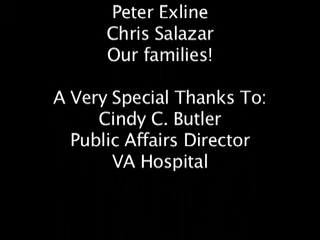 Peter Exline
Chris Salazar
Our families!
A Very Special Thanks To:
Cindy C. Butler
Public Affairs Director
VA Hospital